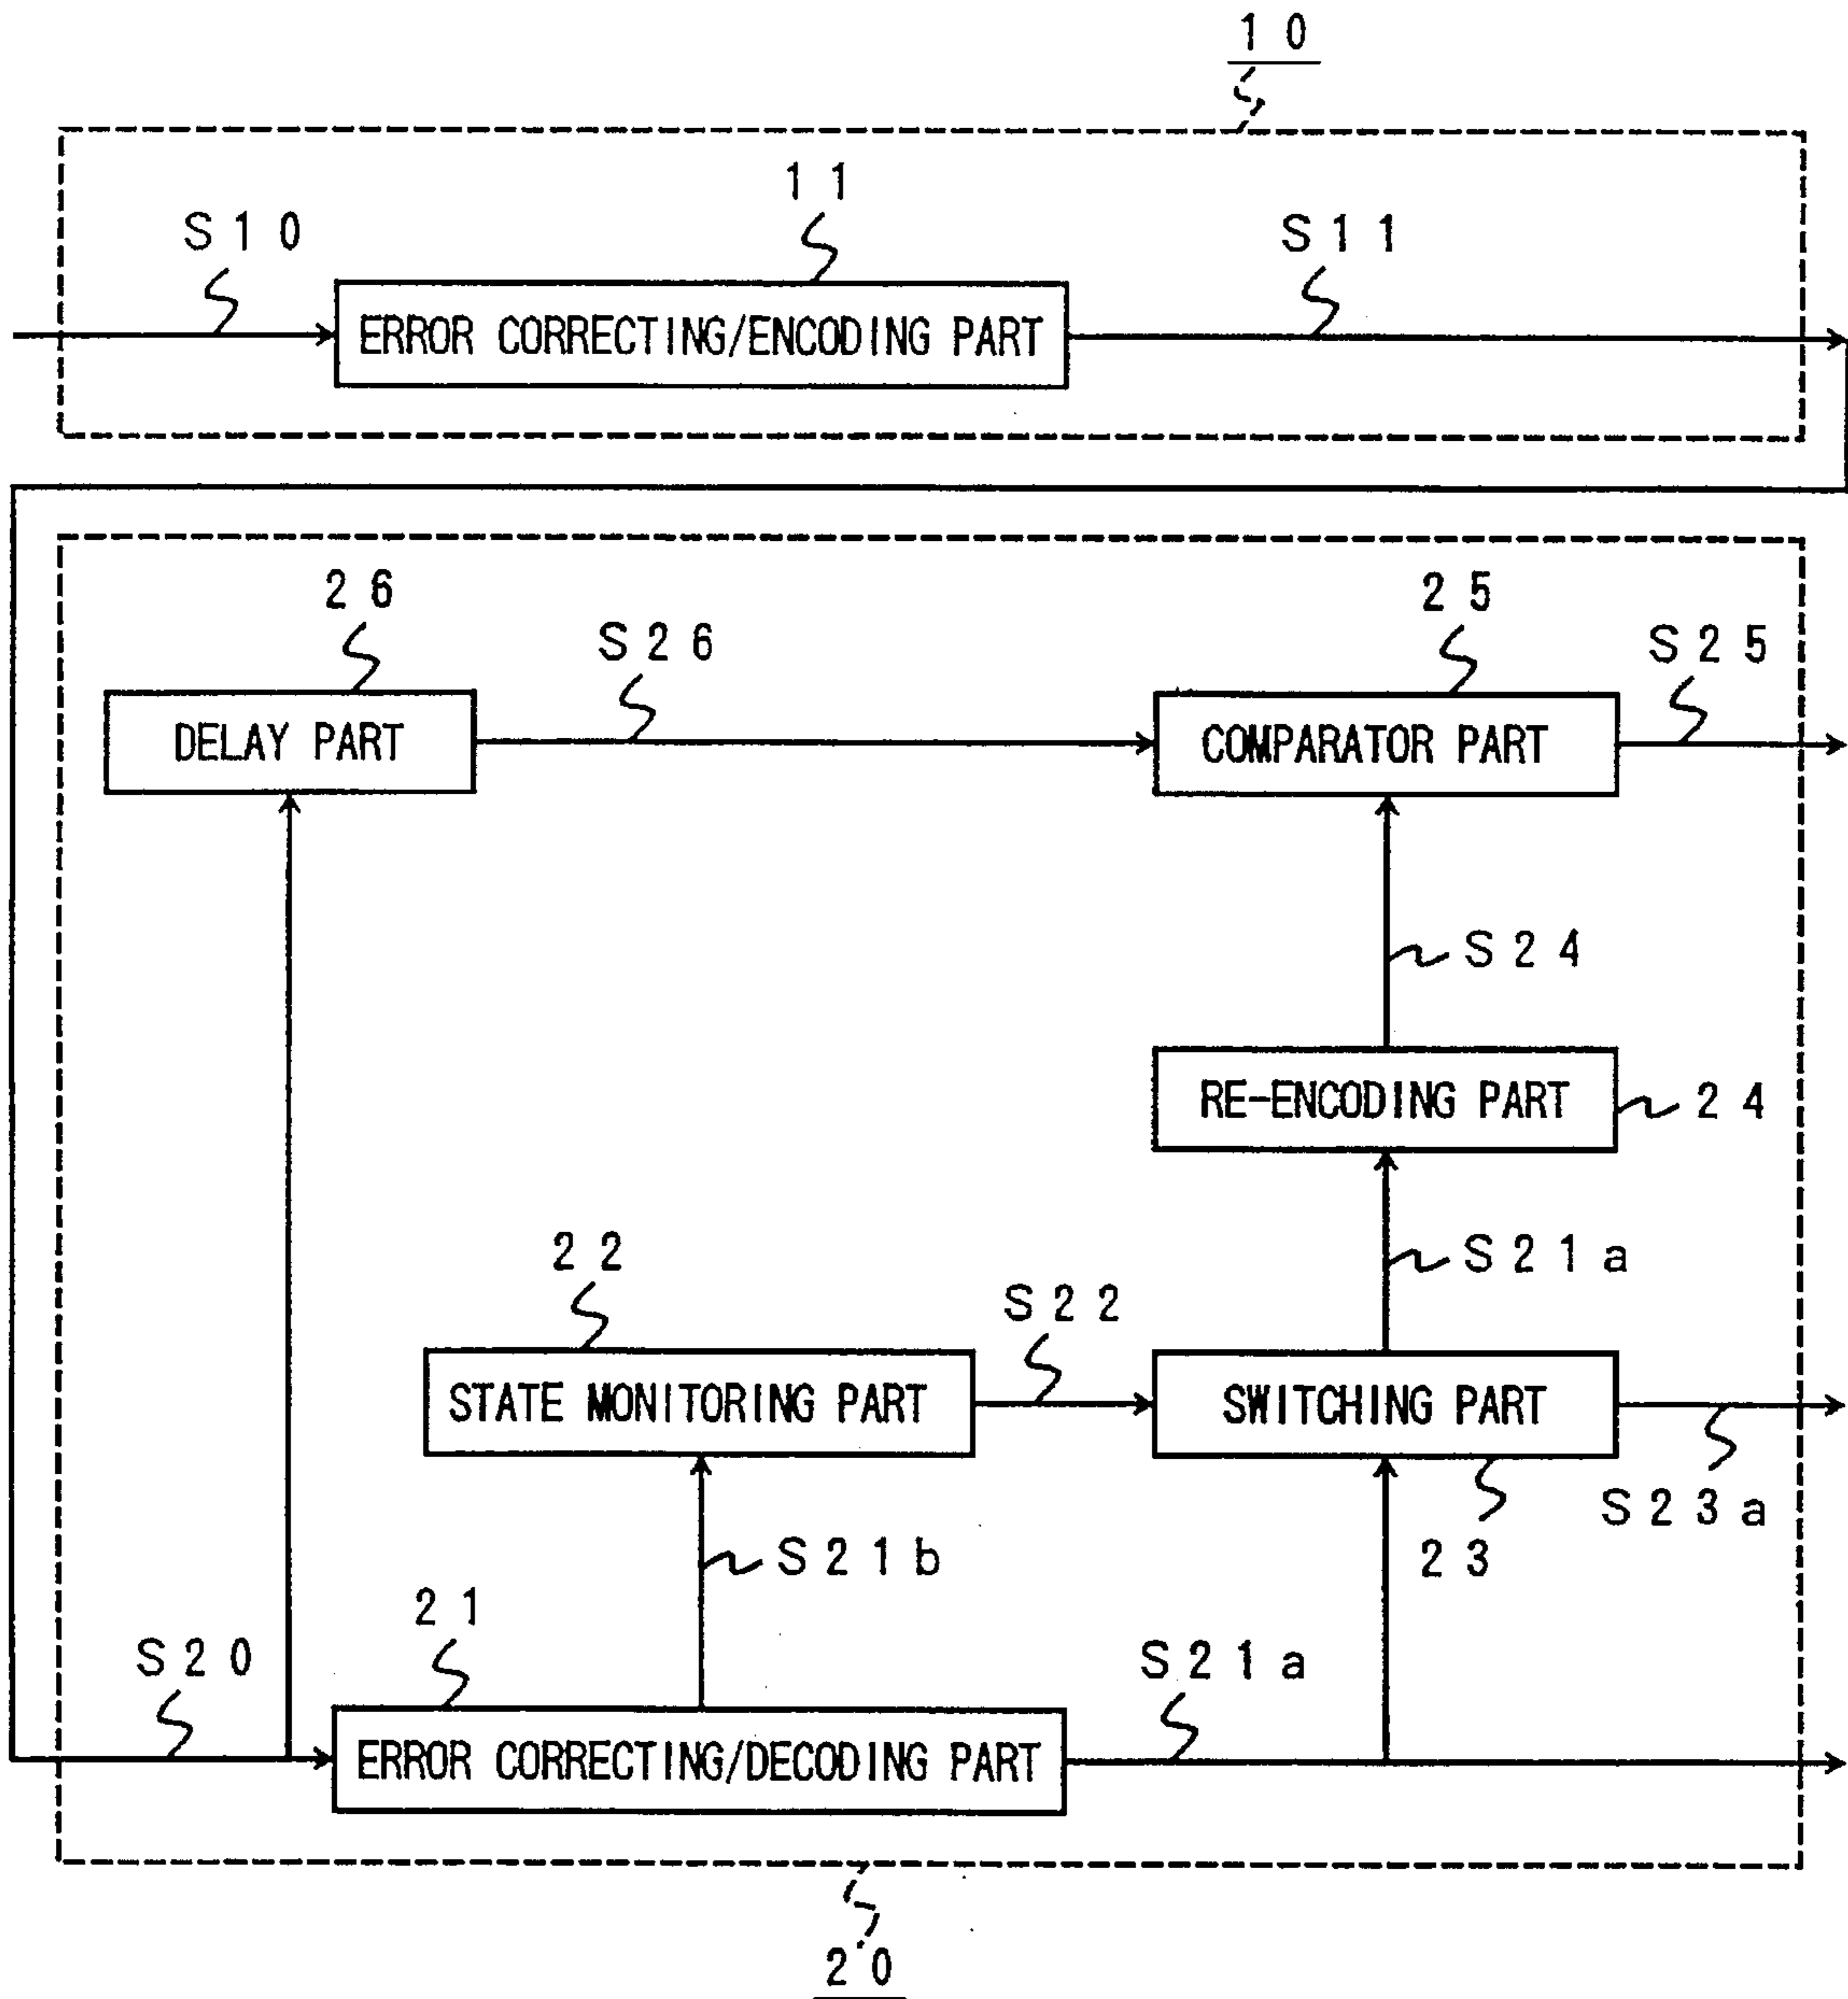 10
11
S10
S11
ERROR CORRECTING/ENCODING PART
26
25
S26
S25
DELAY PART
COMPARATOR PART
S24
RE-ENCODING PART
24
22
S21a
S22
STATE MONITORING PART
SWITCHING PART
S23a
S21b
23
21
S20
S21a
ERROR CORRECTING/DECODING PART
20